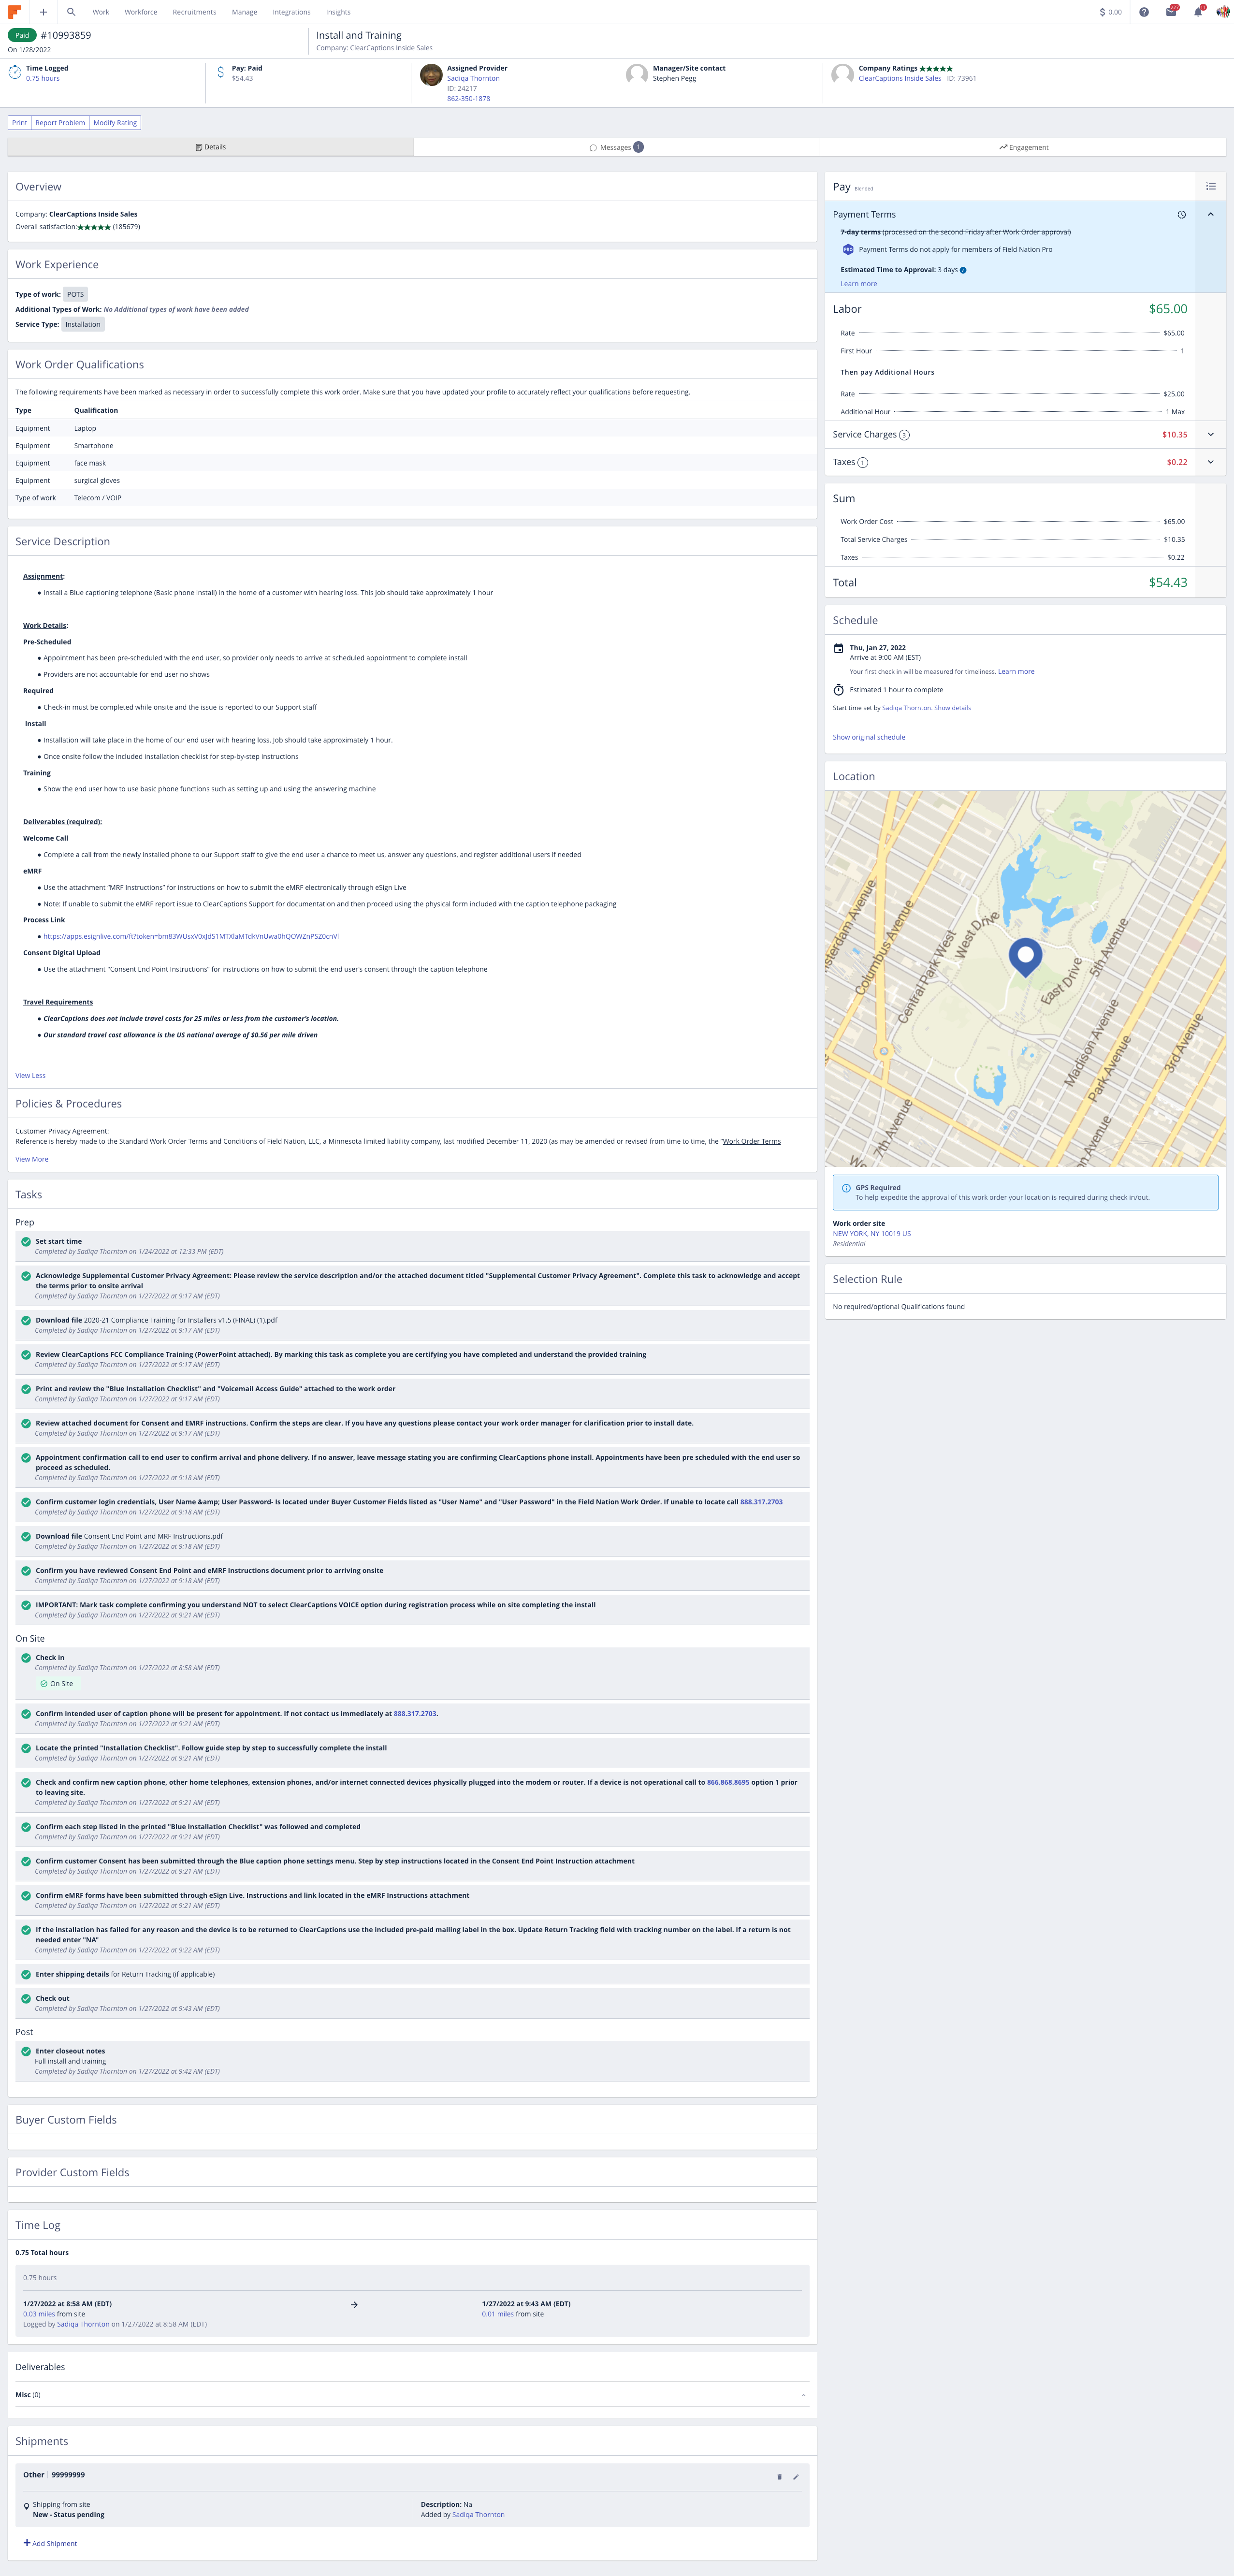 Work Workforce Recruitments Manage Integrations Insights
0.00
Paid #10993859
On 1/28/2022
Install and Training
Company: ClearCaptions Inside Sales
Time Logged
0.75 hours
Pay: Paid
$54.43
Assigned Provider
Sadiqa Thornton
ID: 24217
862-350-1878
Manager/Site contact
Stephen Pegg
Company Ratings ★★★★★
ClearCaptions Inside Sales ID: 73961
Print Report Problem Modify Rating
Details Messages 1 Engagement
Overview
Company: ClearCaptions Inside Sales
Overall satisfaction:★★★★★ (185679)
Work Experience
Type of work: POTS
Additional Types of Work: No Additional types of work have been added
Service Type: Installation
Work Order Qualifications
The following requirements have been marked as necessary in order to successfully complete this work order. Make sure that you have updated your profile to accurately reflect your qualifications before requesting.
Type Qualification
Equipment Laptop
Equipment Smartphone
Equipment face mask
Equipment surgical gloves
Type of work Telecom / VOIP
Service Description
Assignment:
• Install a Blue captioning telephone (Basic phone install) in the home of a customer with hearing loss. This job should take approximately 1 hour
Work Details:
Pre-Scheduled
• Appointment has been pre-scheduled with the end user, so provider only needs to arrive at scheduled appointment to complete install
• Providers are not accountable for end user no shows
Required
• Check-in must be completed while onsite and the issue is reported to our Support staff
Install
• Installation will take place in the home of our end user with hearing loss. Job should take approximately 1 hour.
• Once onsite follow the included installation checklist for step-by-step instructions
Training
• Show the end user how to use basic phone functions such as setting up and using the answering machine
Deliverables (required):
Welcome Call
• Complete a call from the newly installed phone to our Support staff to give the end user a chance to meet us, answer any questions, and register additional users if needed
eMRF
• Use the attachment "MRF Instructions" for instructions on how to submit the eMRF electronically through eSign Live
• Note: If unable to submit the eMRF report issue to ClearCaptions Support for documentation and then proceed using the physical form included with the caption telephone packaging
Process Link
Consent Digital Upload
• Use the attachment "Consent End Point Instructions" for instructions on how to submit the end user's consent through the caption telephone
Travel Requirements
• ClearCaptions does not include travel costs for 25 miles or less from the customer's location.
• Our standard travel cost allowance is the US national average of $0.56 per mile driven
View Less
Policies & Procedures
Customer Privacy Agreement:
Reference is hereby made to the Standard Work Order Terms and Conditions of Field Nation, LLC, a Minnesota limited liability company, last modified December 11, 2020 (as may be amended or revised from time to time, the "Work Order Terms
View More
Tasks
Prep
Set start time
Completed by Sadiqa Thornton on 1/24/2022 at 12:33 PM (EDT)
Acknowledge Supplemental Customer Privacy Agreement: Please review the service description and/or the attached document titled "Supplemental Customer Privacy Agreement". Complete this task to acknowledge and accept
the terms prior to onsite arrival
Completed by Sadiqa Thornton on 1/27/2022 at 9:17 AM (EDT)
Download file 2020-21 Compliance Training for Installers v1.5 (FINAL) (1).pdf
Completed by Sadiqa Thornton on 1/27/2022 at 9:17 AM (EDT)
Review ClearCaptions FCC Compliance Training (PowerPoint attached). By marking this task as complete you are certifying you have completed and understand the provided training
Completed by Sadiqa Thornton on 1/27/2022 at 9:17 AM (EDT)
Print and review the "Blue Installation Checklist" and "Voicemail Access Guide" attached to the work order
Completed by Sadiqa Thornton on 1/27/2022 at 9:17 AM (EDT)
Review attached document for Consent and EMRF instructions. Confirm the steps are clear. If you have any questions please contact your work order manager for clarification prior to install date.
Completed by Sadiqa Thornton on 1/27/2022 at 9:17 AM (EDT)
Appointment confirmation call to end user to confirm arrival and phone delivery. If no answer, leave message stating you are confirming ClearCaptions phone install. Appointments have been pre scheduled with the end user so
proceed as scheduled.
Completed by Sadiqa Thornton on 1/27/2022 at 9:18 AM (EDT)
Confirm customer login credentials, User Name &amp; User Password- Is located under Buyer Customer Fields listed as "User Name" and "User Password" in the Field Nation Work Order. If unable to locate call 888.317.2703
Completed by Sadiqa Thornton on 1/27/2022 at 9:18 AM (EDT)
Download file Consent End Point and MRF Instructions.pdf
Completed by Sadiqa Thornton on 1/27/2022 at 9:18 AM (EDT)
Confirm you have reviewed Consent End Point and eMRF Instructions document prior to arriving onsite
Completed by Sadiqa Thornton on 1/27/2022 at 9:18 AM (EDT)
IMPORTANT: Mark task complete confirming you understand NOT to select ClearCaptions VOICE option during registration process while on site completing the install
Completed by Sadiqa Thornton on 1/27/2022 at 9:21 AM (EDT)
On Site
Check in
Completed by Sadiqa Thornton on 1/27/2022 at 8:58 AM (EDT)
On Site
Confirm intended user of caption phone will be present for appointment. If not contact us immediately at 888.317.2703.
Completed by Sadiqa Thornton on 1/27/2022 at 9:21 AM (EDT)
Locate the printed "Installation Checklist". Follow guide step by step to successfully complete the install
Completed by Sadiqa Thornton on 1/27/2022 at 9:21 AM (EDT)
Check and confirm new caption phone, other home telephones, extension phones, and/or internet connected devices physically plugged into the modem or router. If a device is not operational call to 866.868.8695 option 1 prior
to leaving site.
Completed by Sadiqa Thornton on 1/27/2022 at 9:21 AM (EDT)
Confirm each step listed in the printed "Blue Installation Checklist" was followed and completed
Completed by Sadiqa Thornton on 1/27/2022 at 9:21 AM (EDT)
Confirm customer Consent has been submitted through the Blue caption phone settings menu. Step by step instructions located in the Consent End Point Instruction attachment
Completed by Sadiqa Thornton on 1/27/2022 at 9:21 AM (EDT)
Confirm eMRF forms have been submitted through eSign Live. Instructions and link located in the eMRF Instructions attachment
Completed by Sadiqa Thornton on 1/27/2022 at 9:21 AM (EDT)
If the installation has failed for any reason and the device is to be returned to ClearCaptions use the included pre-paid mailing label in the box. Update Return Tracking field with tracking number on the label. If a return is not
needed enter "NA"
Completed by Sadiqa Thornton on 1/27/2022 at 9:22 AM (EDT)
Enter shipping details for Return Tracking (if applicable)
Check out
Completed by Sadiqa Thornton on 1/27/2022 at 9:43 AM (EDT)
Post
Enter closeout notes
Full install and training
Completed by Sadiqa Thornton on 1/27/2022 at 9:42 AM (EDT)
Buyer Custom Fields
Provider Custom Fields
Time Log
0.75 Total hours
0.75 hours
1/27/2022 at 8:58 AM (EDT) 1/27/2022 at 9:43 AM (EDT)
0.03 miles from site 0.01 miles from site
Logged by Sadiqa Thornton on 1/27/2022 at 8:58 AM (EDT)
Deliverables
Misc (0)
Shipments
Other 99999999
Shipping from site
New - Status pending
Description: Na
Added by Sadiqa Thornton
+ Add Shipment
Pay Blended
Payment Terms
7-day terms (processed on the second Friday after Work Order approval)
PRO Payment Terms do not apply for members of Field Nation Pro
Estimated Time to Approval: 3 days
Learn more
Labor $65.00
Rate $65.00
First Hour 1
Then pay Additional Hours
Rate $25.00
Additional Hour 1 Max
Service Charges 3 $10.35
Taxes 1 $0.22
Sum
Work Order Cost $65.00
Total Service Charges $10.35
Taxes $0.22
Total $54.43
Schedule
Thu, Jan 27, 2022
Arrive at 9:00 AM (EST)
Your first check in will be measured for timeliness. Learn more
Estimated 1 hour to complete
Start time set by Sadiqa Thornton. Show details
Show original schedule
Location
Columbus Avenue
Central Park West
West Drive
East Drive
5th Avenue
Madison Avenue
Park Avenue
3rd Avenue
7th Avenue
GPS Required
To help expedite the approval of this work order your location is required during check in/out.
Work order site
NEW YORK, NY 10019 US
Residential
Selection Rule
No required/optional Qualifications found